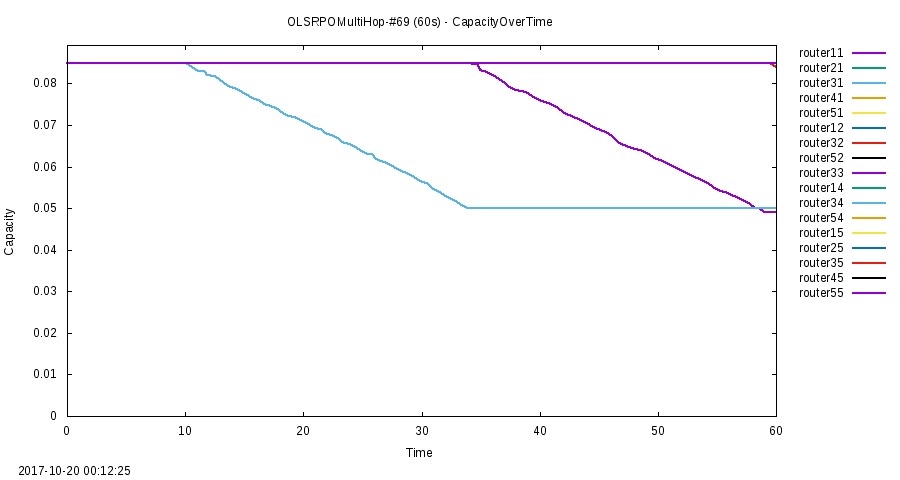 OLSRPOMultiHop-#69 (60s) - CapacityOverTime
router11
router21
router31
router41
router51
router12
router32
router52
router33
router14
router34
router54
router15
router25
router35
router45
router55
0.08
0.07
0.06
0.05
0.04
0.03
0.02
0.01
0
Capacity
0 10 20 30 40 50 60
Time
2017-10-20 00:12:25